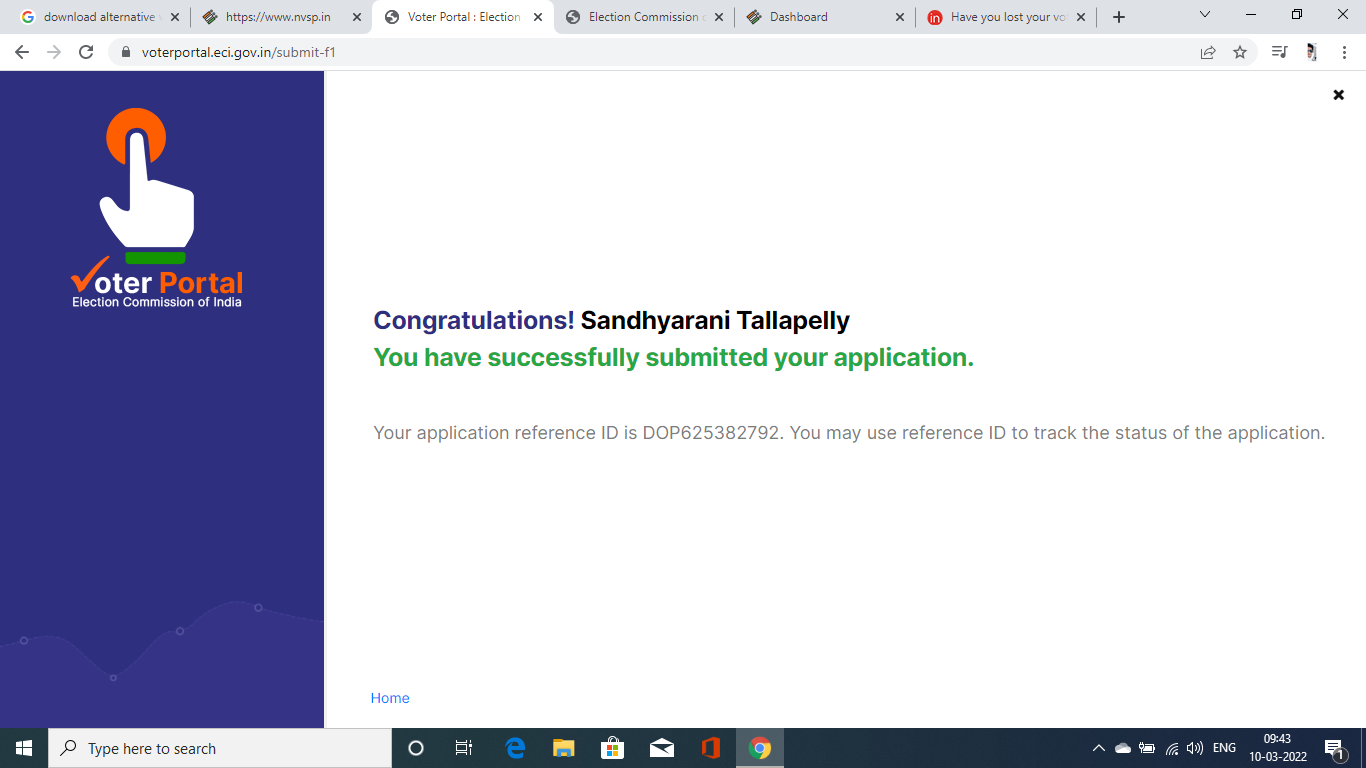 download alternative
https://www.nvsp.in
Voter Portal : Election
Election Commission
Dashboard
Have you lost your vo
voterportal.eci.gov.in/submit-f1
Voter Portal
Election Commission of India
Congratulations! Sandhyarani Tallapelly
You have successfully submitted your application.
Your application reference ID is DOP625382792. You may use reference ID to track the status of the application.
Home
Type here to search
ENG
09:43
10-03-2022
1